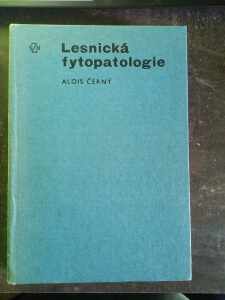 Lesnická
fytopatologie
ALOIS ČERNÝ